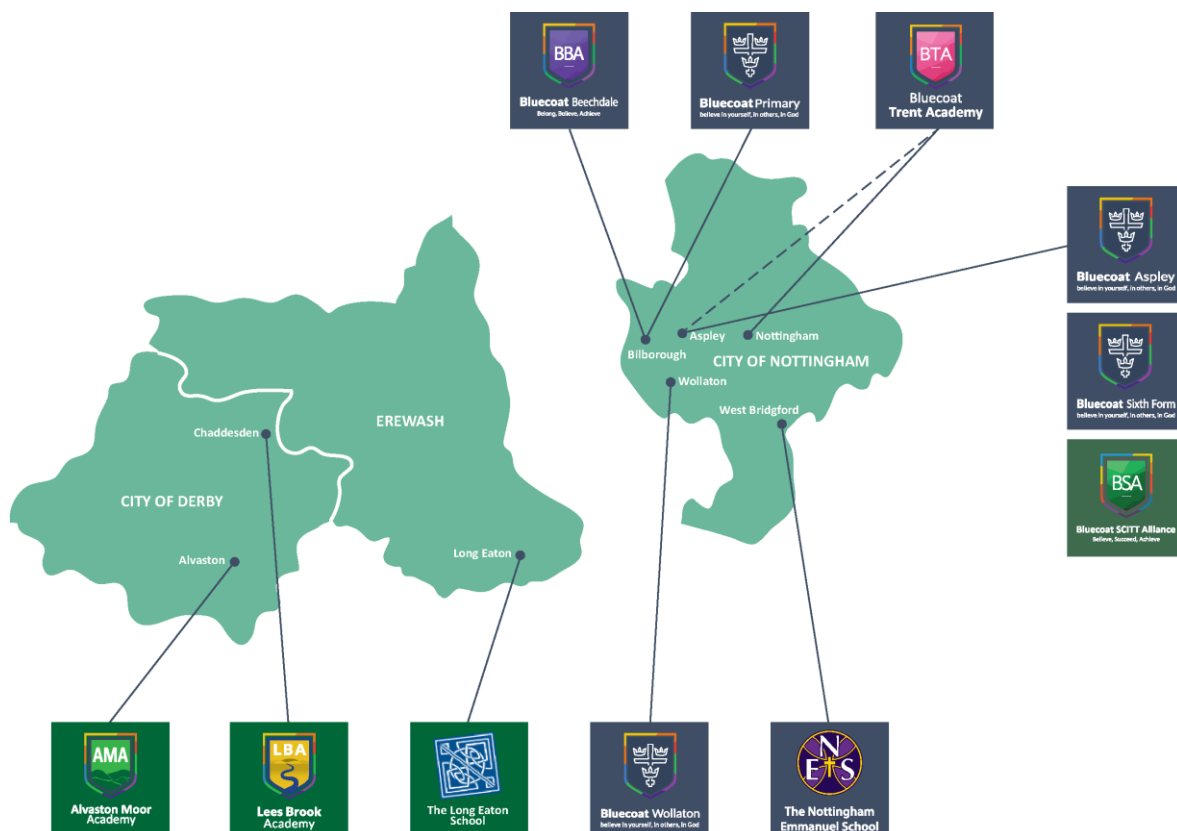 BBA
Bluecoat Beechdale
Belong, Believe, Achieve
Bluecoat Primary
believe in yourself, in others, in God
BTA
Bluecoat
Trent Academy
Bluecoat Aspley
believe in yourself, in others, in God
Bluecoat Sixth Form
believe in yourself, in others, in God
BSA
Bluecoat SCITT Alliance
Believe, Succeed, Achieve
Aspley
Nottingham
Bilborough
CITY OF NOTTINGHAM
Wollaton
West Bridgford
EREWASH
Chaddesden
CITY OF DERBY
Alvaston
Long Eaton
AMA
Alvaston Moor
Academy
LBA
Lees Brook
Academy
The Long Eaton
School
Bluecoat Wollaton
believe in yourself, in others, in God
N
E S
The Nottingham
Emmanuel School